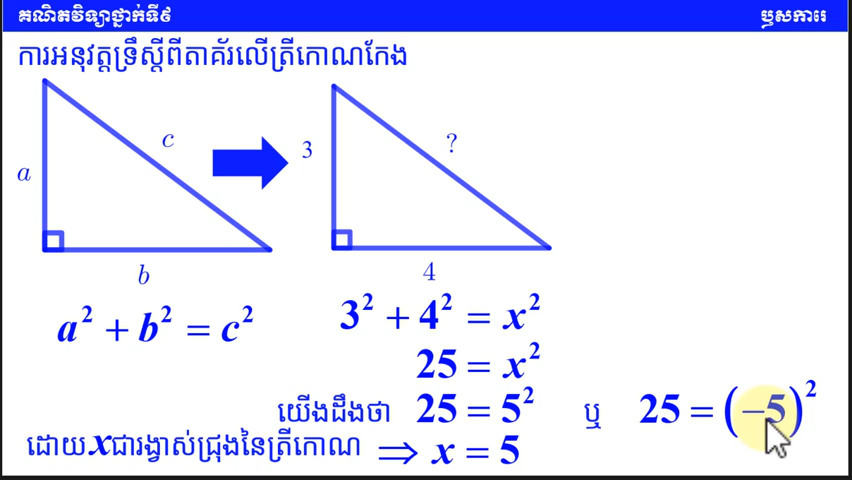 គណិតវិទ្យាថ្នាក់ទី៩ ឫសការេ
ការអនុវត្តទ្រឹស្តីពីតាគ័រលើត្រីកោណកែង
a c b
3 ? 4
a² + b² = c²
3² + 4² = x²
25 = x²
យើងដឹងថា 25 = 5² ឬ 25 = (−5)²
ដោយ x ជារង្វាស់ជ្រុងនៃត្រីកោណ ⇒ x = 5